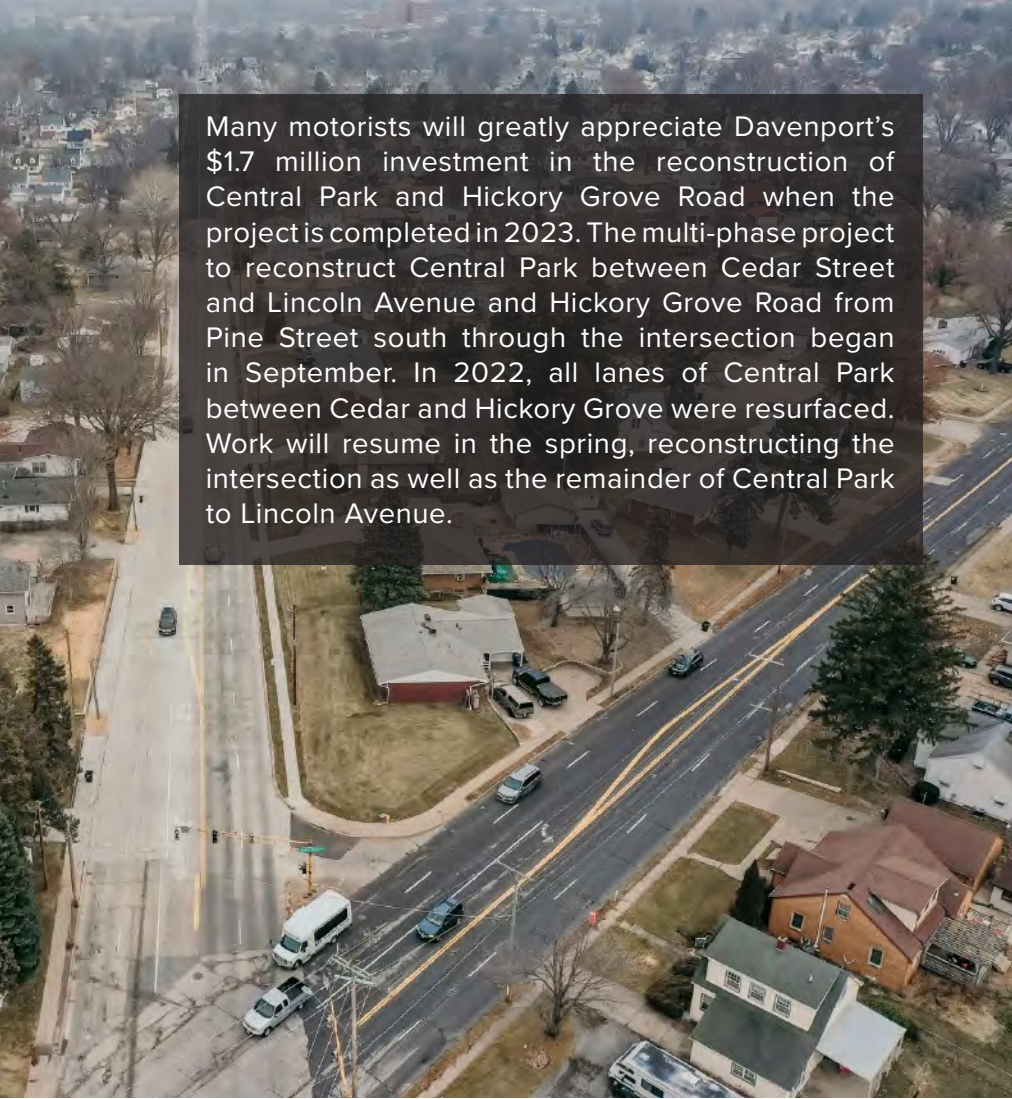 Many motorists will greatly appreciate Davenport’s
$1.7 million investment in the reconstruction of
Central Park and Hickory Grove Road when the
project is completed in 2023. The multi-phase project
to reconstruct Central Park between Cedar Street
and Lincoln Avenue and Hickory Grove Road from
Pine Street south through the intersection began
in September. In 2022, all lanes of Central Park
between Cedar and Hickory Grove were resurfaced.
Work will resume in the spring, reconstructing the
intersection as well as the remainder of Central Park
to Lincoln Avenue.